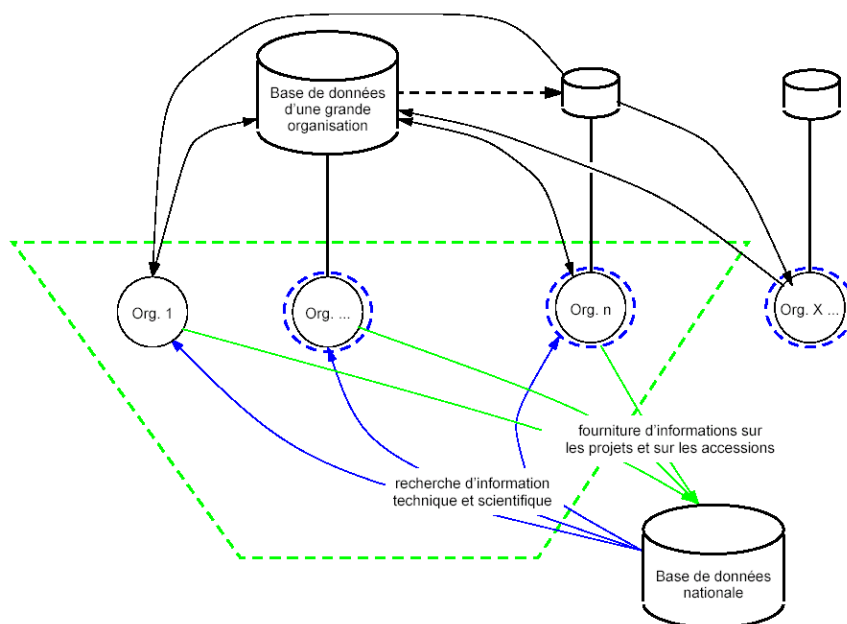 Base de données
d'une grande
organisation
Org. 1
Org. ...
Org. n
Org. X ...
fourniture d'informations sur
les projets et sur les accessions
recherche d'information
technique et scientifique
Base de données
nationale